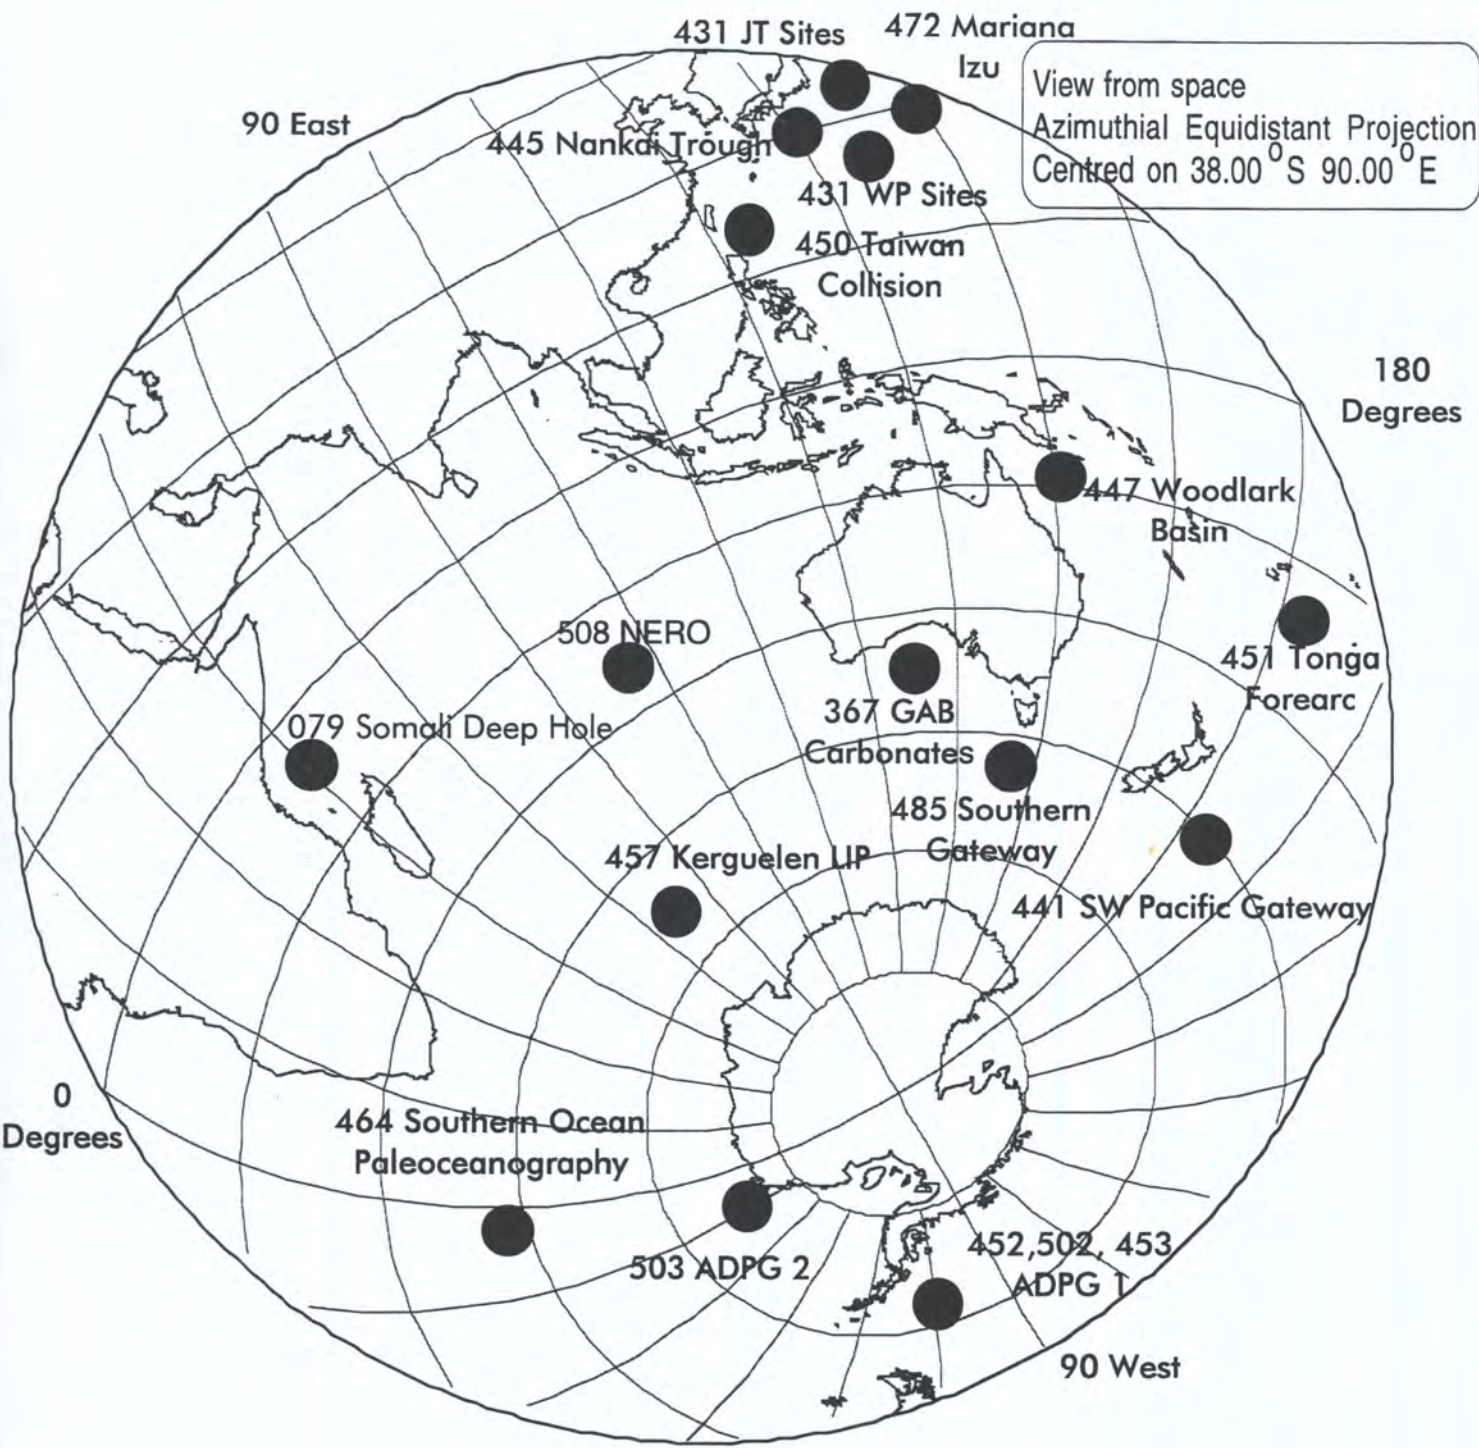 431 JT Sites
472 Mariana
Izu
View from space
Azimuthial Equidistant Projection
Centred on 38.00 °S 90.00 °E
90 East
445 Nankai Trough
431 WP Sites
450 Taiwan
Collision
180
Degrees
447 Woodlark
Basin
508 NERO
451 Tonga
Forearc
367 GAB
Carbonates
079 Somali Deep Hole
485 Southern
Gateway
457 Kerguelen LIP
441 SW Pacific Gateway
0
Degrees
464 Southern Ocean
Paleoceanography
503 ADPG 2
452,502, 453
ADPG 1
90 West